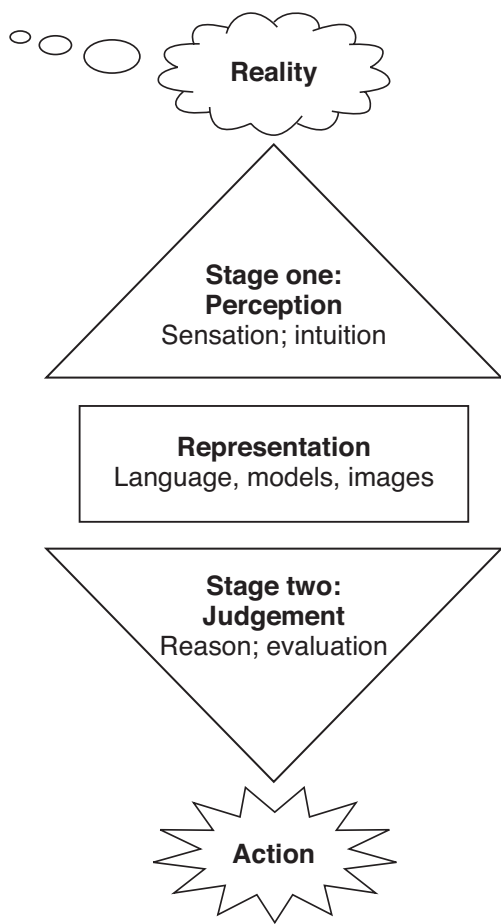 Reality
Stage one:
Perception
Sensation; intuition
Representation
Language, models, images
Stage two:
Judgement
Reason; evaluation
Action